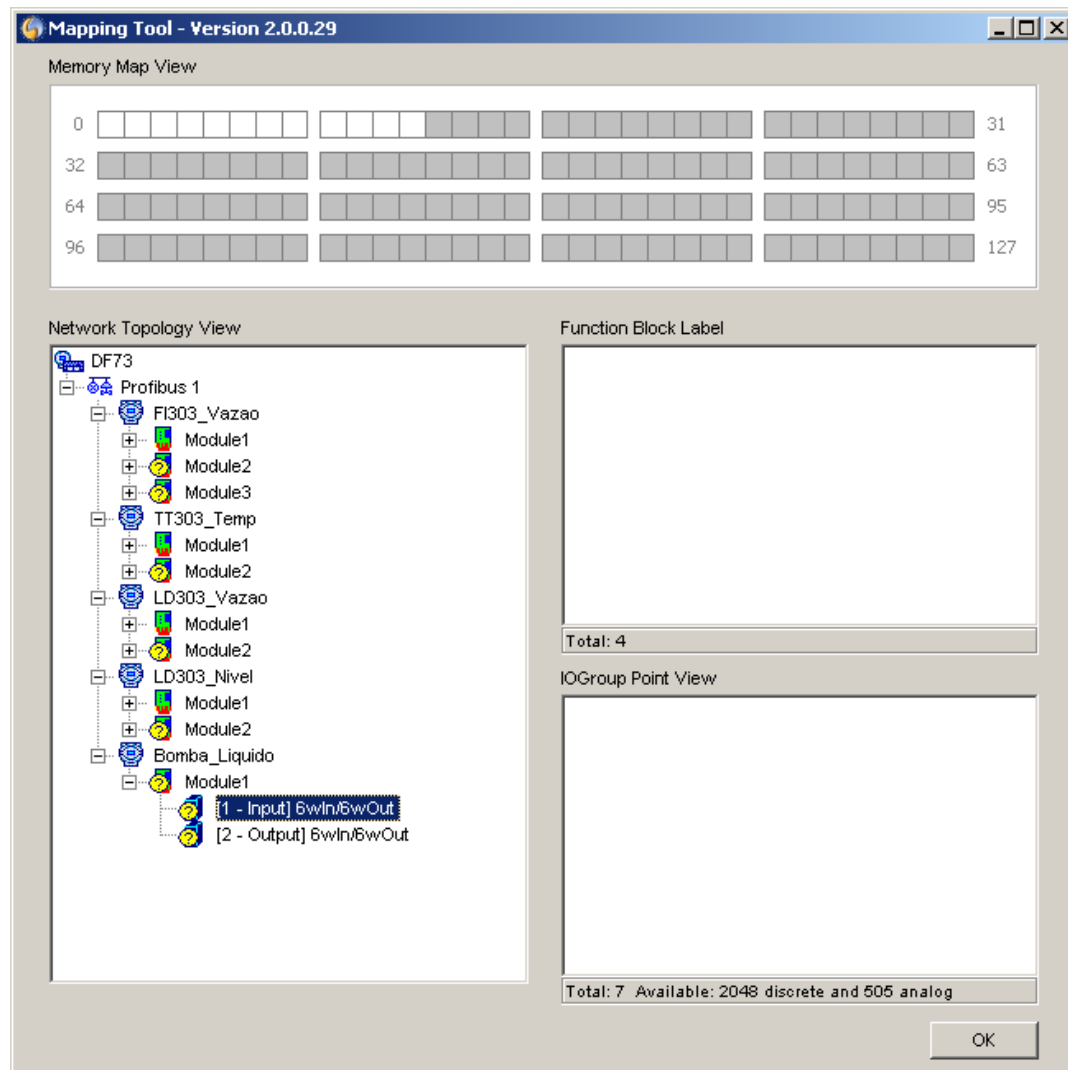 Mapping Tool - Version 2.0.0.29
Memory Map View
0 31
32 63
64 95
96 127
Network Topology View
DF73
Profibus 1
FI303_Vazao
Module1
Module2
Module3
TT303_Temp
Module1
Module2
LD303_Vazao
Module1
Module2
LD303_Nivel
Module1
Module2
Bomba_Liquido
Module1
[1 - Input] 6wIn/6wOut
[2 - Output] 6wIn/6wOut
Function Block Label
Total: 4
IOGroup Point View
Total: 7 Available: 2048 discrete and 505 analog
OK